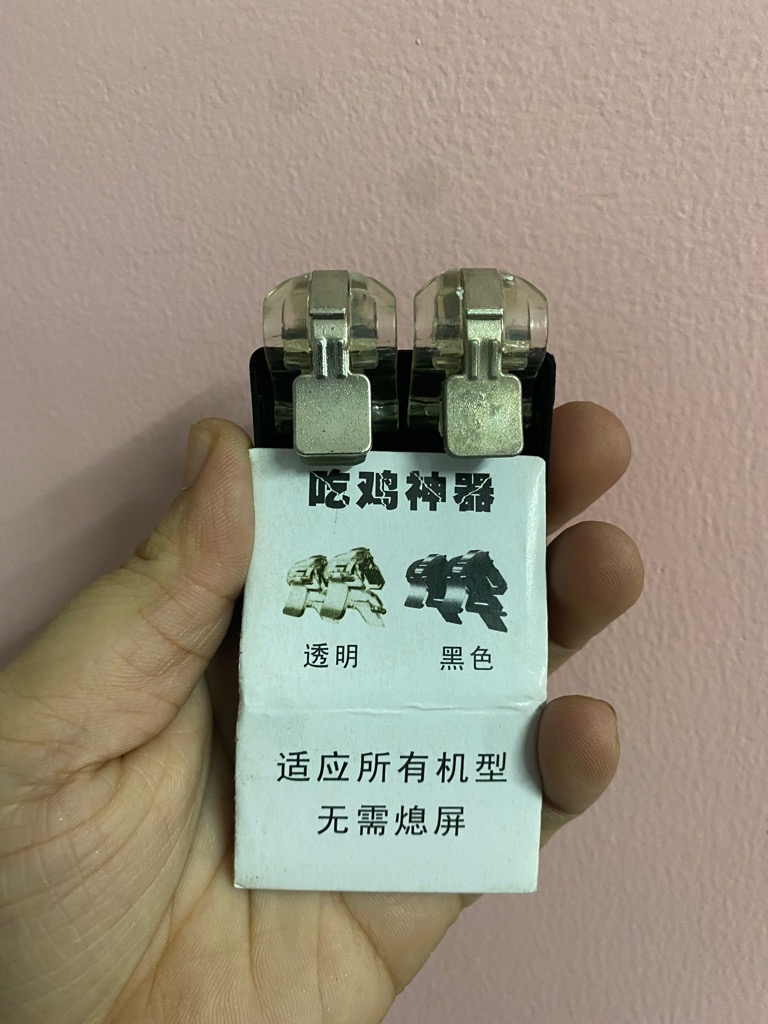 吃鸡神器
透明 黑色
适应所有机型
无需熄屏